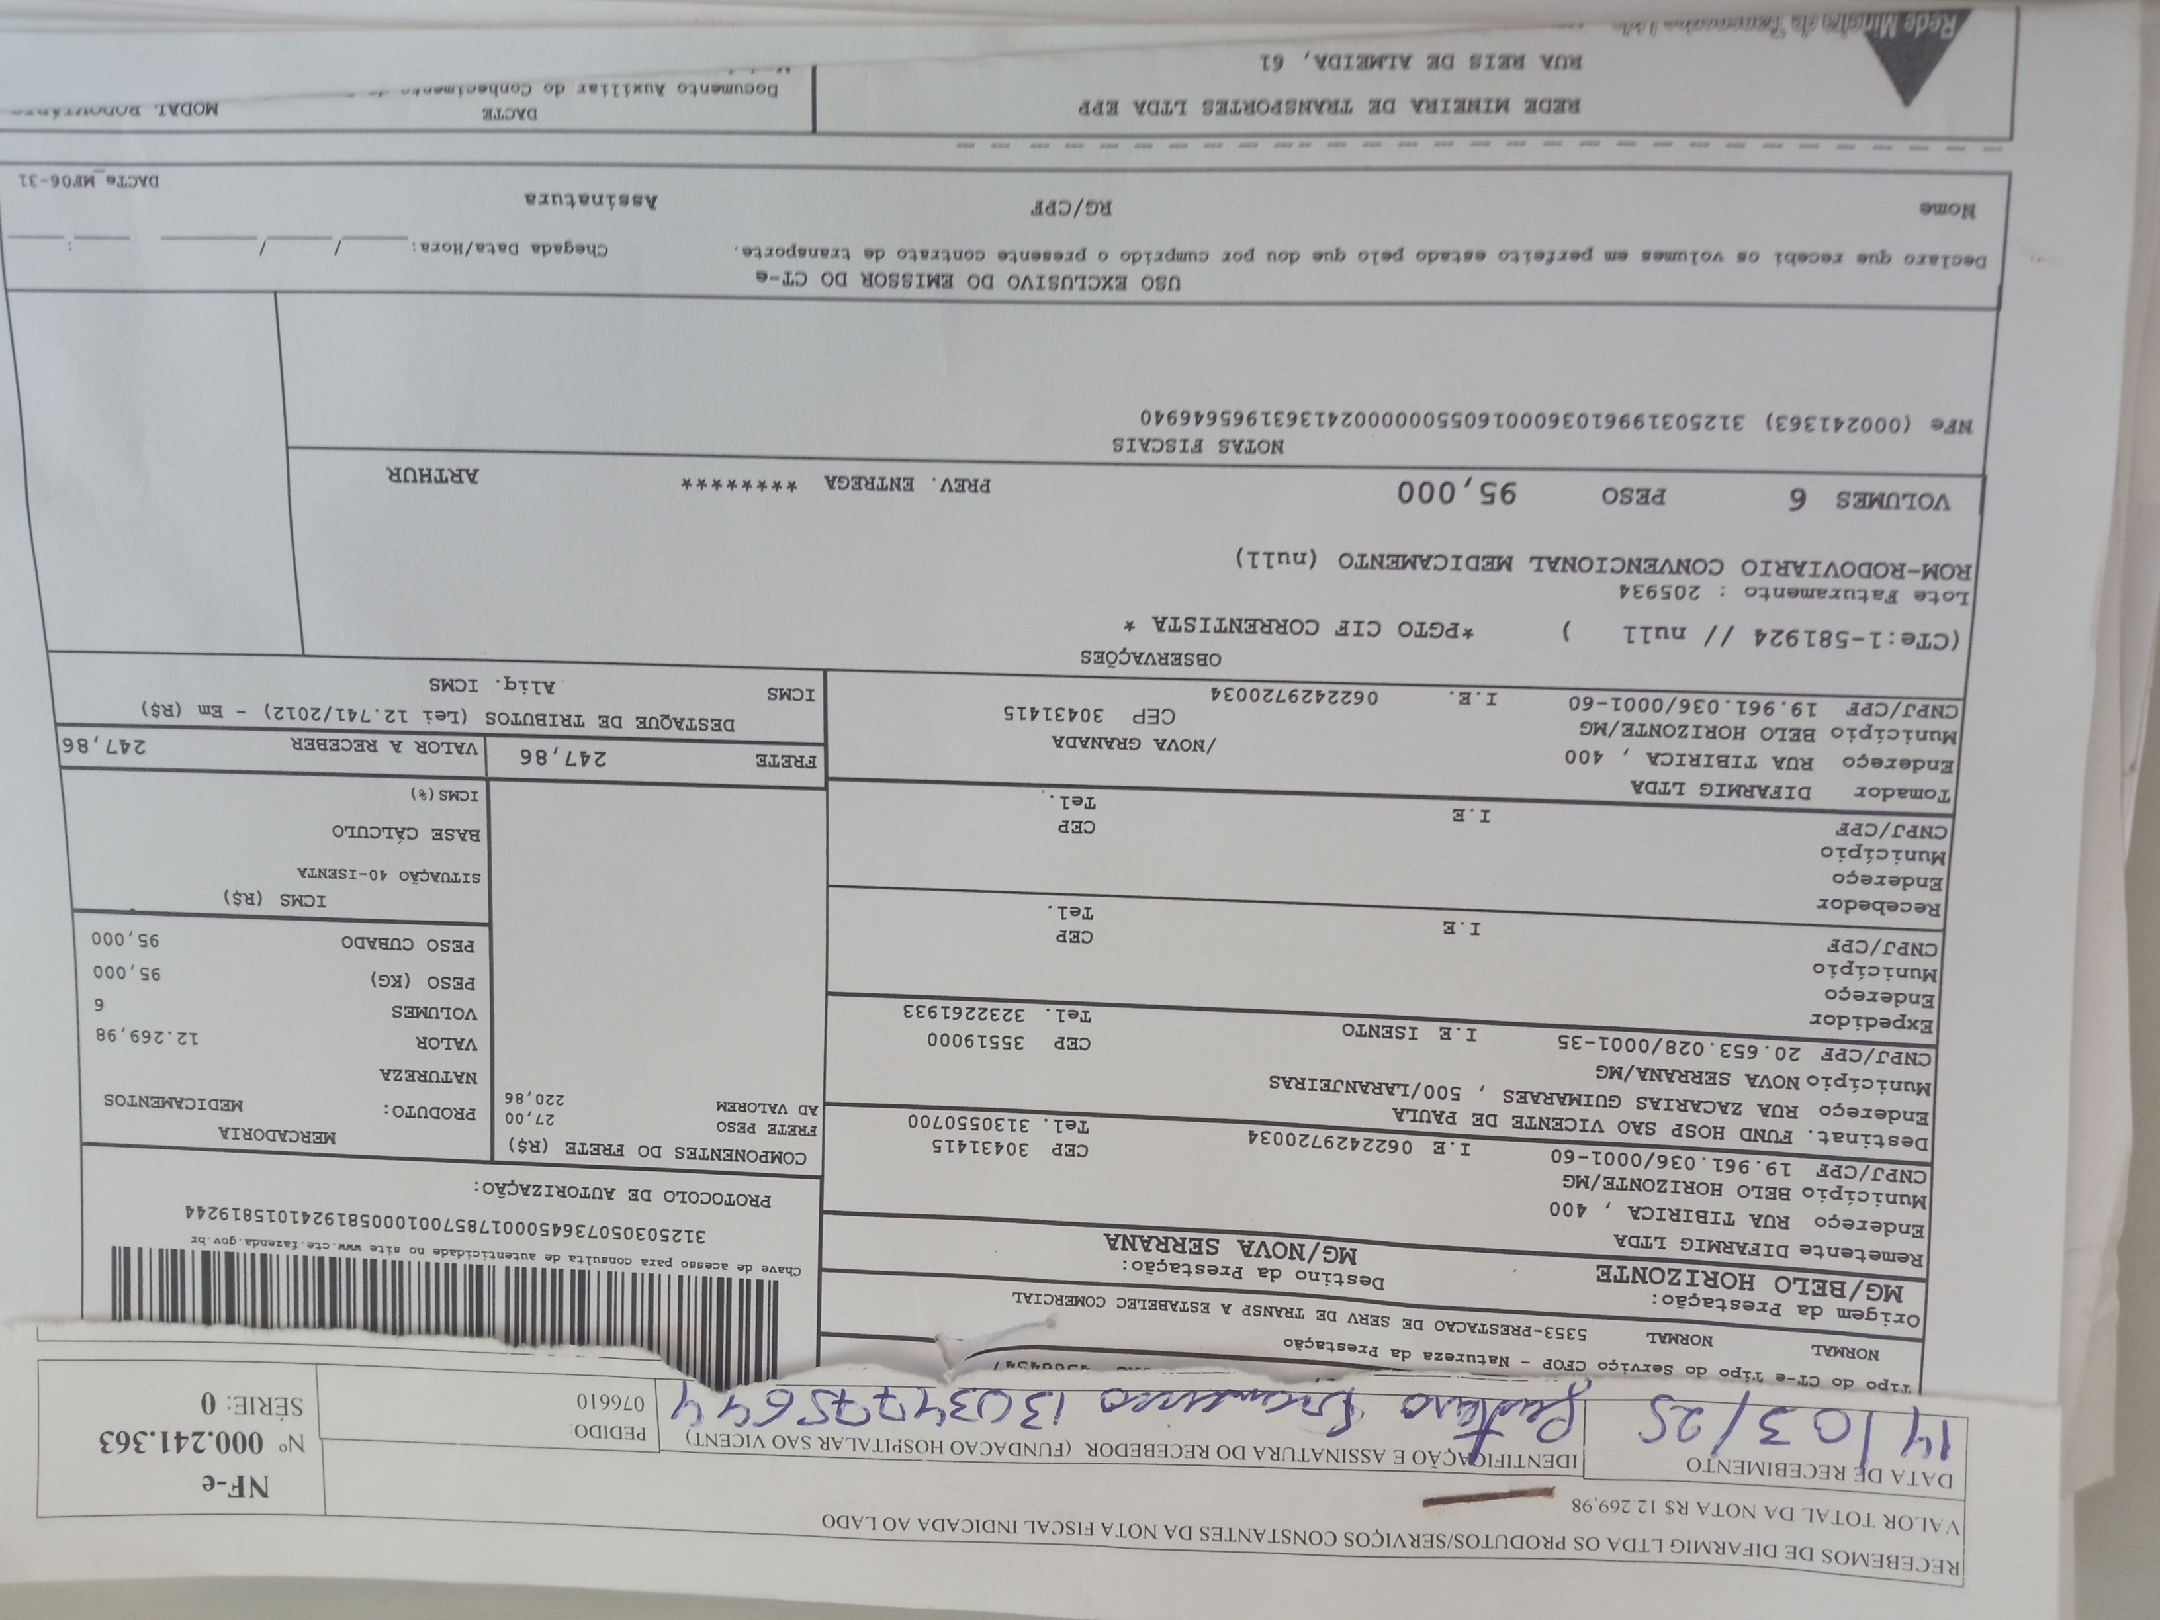 RECEBEMOS DE DIFARMIG LTDA OS PRODUTOS/SERVIÇOS CONSTANTES DA NOTA FISCAL INDICADA AO LADO
VALOR TOTAL DA NOTA R$ 12.269,98
NF-e
Nº 000.241.363
SÉRIE: 0
DATA DE RECEBIMENTO
14/03/25
IDENTIFICAÇÃO E ASSINATURA DO RECEBEDOR (FUNDACAO HOSPITALAR SAO VICENT)
13034775644
PEDIDO:
076610
Tipo do CT-e Tipo do Serviço CFOP - Natureza da Prestação
NORMAL NORMAL 5353-PRESTACAO DE SERV DE TRANSP A ESTABELEC COMERCIAL
Origem da Prestação: Destino da Prestação:
MG/BELO HORIZONTE MG/NOVA SERRANA
Remetente DIFARMIG LTDA
Endereço RUA TIBIRICA , 400
Município BELO HORIZONTE/MG CEP 30431415
CNPJ/CPF 19.961.036/0001-60 I.E 0622429720034 Tel. 3130550700
Destinat. FUND HOSP SAO VICENTE DE PAULA
Endereço RUA ZACARIAS GUIMARAES , 500/LARANJEIRAS
Município NOVA SERRANA/MG CEP 35519000
CNPJ/CPF 20.653.028/0001-35 I.E ISENTO Tel. 3232261933
Expedidor
Endereço
Município CEP
CNPJ/CPF I.E Tel.
Recebedor
Endereço
Município CEP
CNPJ/CPF I.E Tel.
Tomador DIFARMIG LTDA
Endereço RUA TIBIRICA , 400 /NOVA GRANADA
Município BELO HORIZONTE/MG CEP 30431415
CNPJ/CPF 19.961.036/0001-60 I.E. 0622429720034
Chave de acesso para consulta de autenticidade no site www.cte.fazenda.gov.br
31250305073645000178570010005819241015819244
PROTOCOLO DE AUTORIZAÇÃO:
COMPONENTES DO FRETE (R$)
FRETE PESO 27,00
AD VALOREM 220,86
MERCADORIA
PRODUTO: MEDICAMENTOS
NATUREZA
VALOR 12.269,98
VOLUMES 6
PESO (KG) 95,000
PESO CUBADO 95,000
ICMS (R$)
SITUAÇÃO 40-ISENTA
BASE CÁLCULO
ICMS(%)
FRETE 247,86 VALOR A RECEBER 247,86
DESTAQUE DE TRIBUTOS (Lei 12.741/2012) - Em (R$)
ICMS Aliq. ICMS
OBSERVAÇÕES
(CTe:1-581924 // null ) *PGTO CIF CORRENTISTA *
Lote Faturamento : 205934
ROM-RODOVIARIO CONVENCIONAL MEDICAMENTO (null)
VOLUMES 6 PESO 95,000 PREV. ENTREGA ******** ARTHUR
NOTAS FISCAIS
NFe (000241363) 31250319961036000160550000002413631965646940
USO EXCLUSIVO DO EMISSOR DO CT-e
Declaro que recebi os volumes em perfeito estado pelo que dou por cumprido o presente contrato de transporte. Chegada Data/Hora: / / :
Nome RG/CPF Assinatura
DACTe_MF06-31
REDE MINEIRA DE TRANSPORTES LTDA EPP
RUA REIS DE ALMEIDA, 61
DACTE
Documento Auxiliar do Conhecimento
MODAL RODOVIÁRIO
Rede Mineira de Transportes Ltda